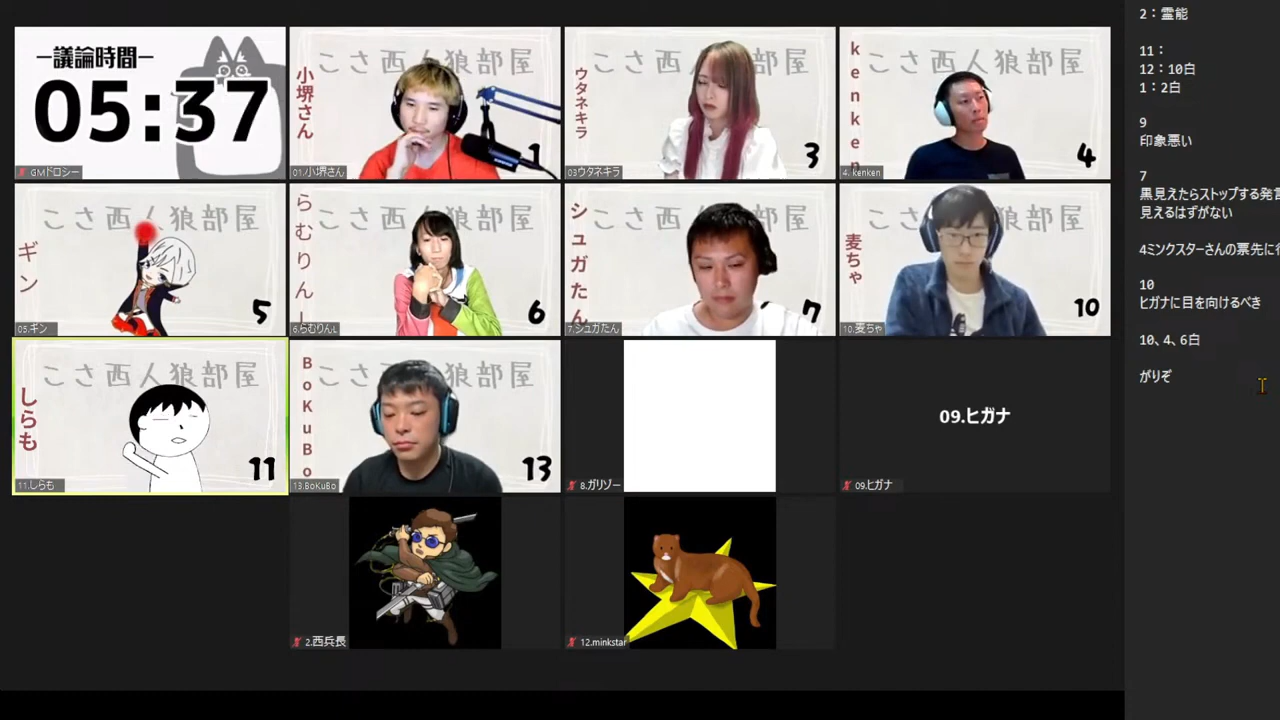 ー議論時間ー
05:37
GMドロシー
こさ西人狼部屋
小堺さん
1
01.小堺さん
こさ西人狼部屋
ウタネキラ
3
03ウタネキラ
こさ西人狼部屋
kenken
4
4. kenken
こさ西人狼部屋
ギン
5
05.ギン
こさ西人狼部屋
らむりんL
6
6.らむりんL
こさ西人狼部屋
シュガたん
7
7.シュガたん
こさ西人狼部屋
麦ちゃ
10
10.麦ちゃ
こさ西人狼部屋
しらも
11
11.しらも
こさ西人狼部屋
BoKuBo
13
13.BoKuBo
8.ガリゾー
09.ヒガナ
09.ヒガナ
2.西兵長
12.minkstar
2：霊能
11：
12：10白
1：2白
9
印象悪い
7
黒見えたらストップする発言
見えるはずがない
4ミンクスターさんの票先に
10
ヒガナに目を向けるべき
10、4、6白
がりぞ